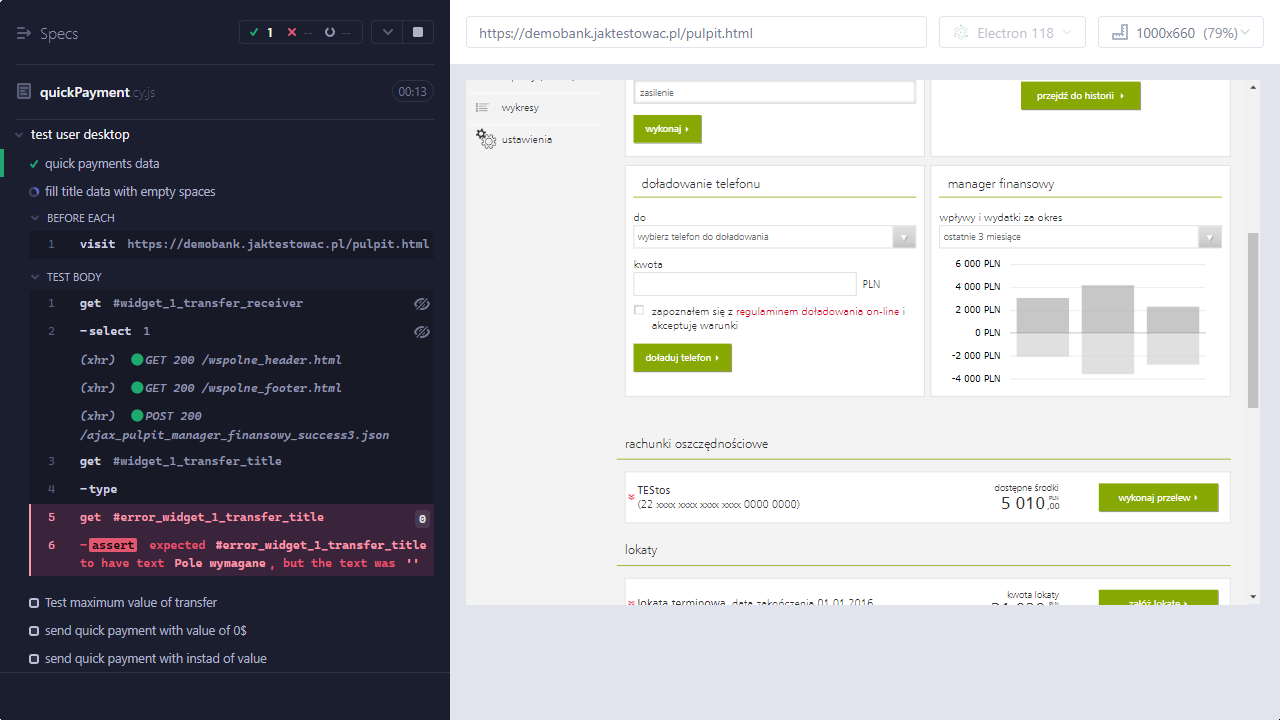 Specs
1
--
--
quickPayment.cy.js
00:13
test user desktop
quick payments data
fill title data with empty spaces
BEFORE EACH
1 visit https://demobank.jaktestowac.pl/pulpit.html
TEST BODY
1 get #widget_1_transfer_receiver
2 -select 1
(xhr) GET 200 /wspolne_header.html
(xhr) GET 200 /wspolne_footer.html
(xhr) POST 200
/ajax_pulpit_manager_finansowy_success3.json
3 get #widget_1_transfer_title
4 -type
5 get #error_widget_1_transfer_title 0
6 -assert expected #error_widget_1_transfer_title
to have text Pole wymagane, but the text was ''
Test maximum value of transfer
send quick payment with value of 0$
send quick payment with instad of value
https://demobank.jaktestowac.pl/pulpit.html
Electron 118
1000x660 (79%)
wykresy
ustawienia
zasilenie
wykonaj
przejdź do historii
doładowanie telefonu
do
wybierz telefon do doładowania
kwota
PLN
zapoznałem się z regulaminem doładowania on-line i
akceptuję warunki
doładuj telefon
manager finansowy
wpływy i wydatki za okres
ostatnie 3 miesiące
6 000 PLN
4 000 PLN
2 000 PLN
0 PLN
-2 000 PLN
-4 000 PLN
rachunki oszczędnościowe
TEStos
(22 xxxx xxxx xxxx xxxx 0000 0000)
dostępne środki
5 010 PLN ,00
wykonaj przelew
lokaty
lokata terminowa, data zakończenia 01.01.2016
kwota lokaty
PLN
załóż lokatę